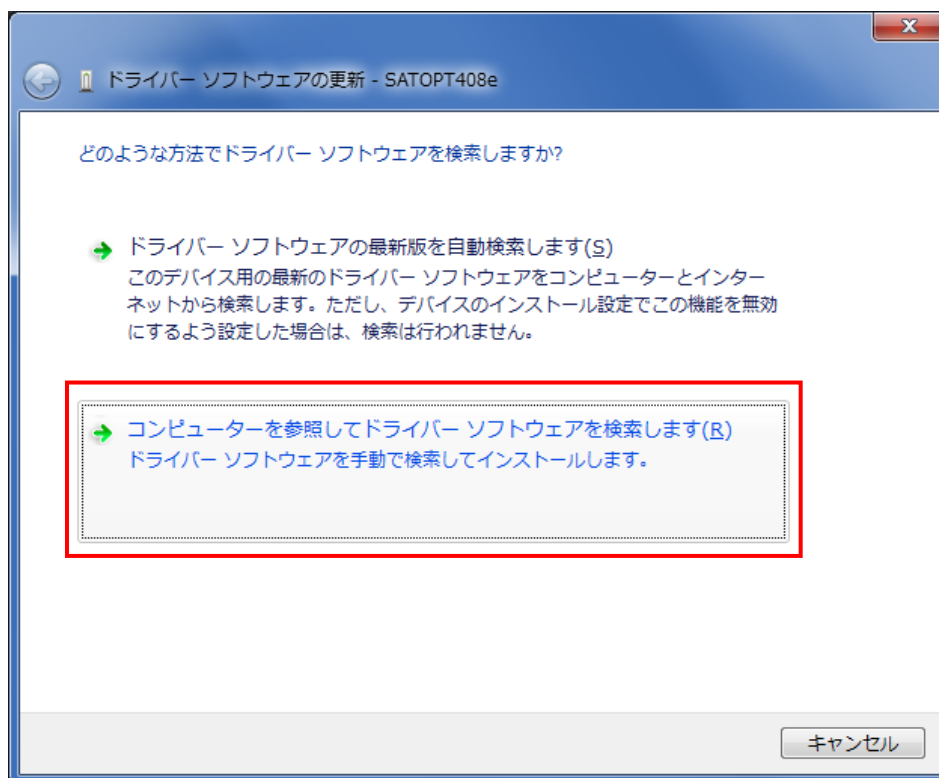 ドライバー ソフトウェアの更新 - SATOPT408e
どのような方法でドライバー ソフトウェアを検索しますか?
ドライバー ソフトウェアの最新版を自動検索します(S)
このデバイス用の最新のドライバー ソフトウェアをコンピューターとインター
ネットから検索します。ただし、デバイスのインストール設定でこの機能を無効
にするよう設定した場合は、検索は行われません。
コンピューターを参照してドライバー ソフトウェアを検索します(R)
ドライバー ソフトウェアを手動で検索してインストールします。
キャンセル